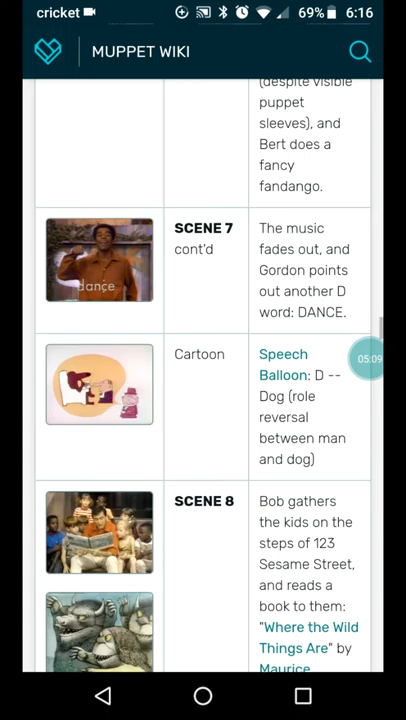 cricket 69% 6:16
MUPPET WIKI
(despite visible
puppet
sleeves), and
Bert does a
fancy
fandango.
SCENE 7
cont'd
The music
fades out, and
Gordon points
out another D
word: DANCE.
dance
Cartoon
Speech
Balloon: D --
Dog (role
reversal
between man
and dog)
05:09
SCENE 8
Bob gathers
the kids on the
steps of 123
Sesame Street,
and reads a
book to them:
"Where the Wild
Things Are" by
Maurice